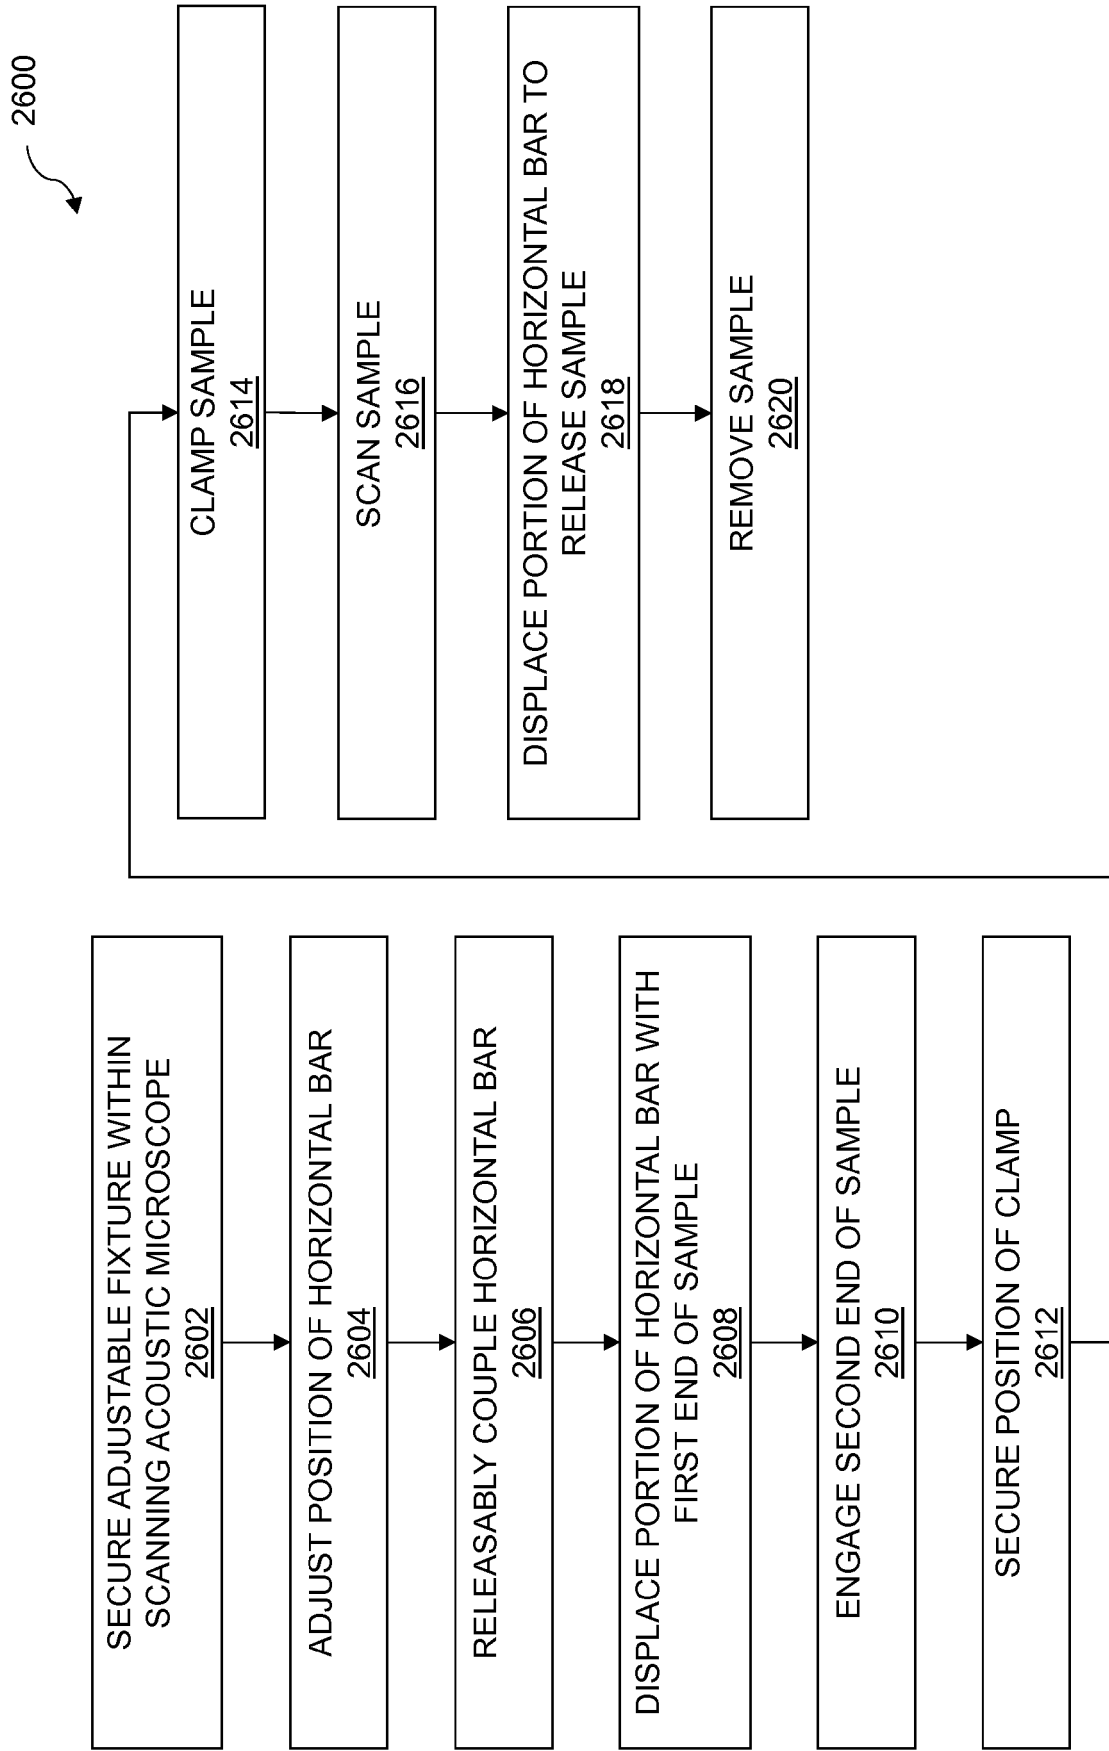 2600
SECURE ADJUSTABLE FIXTURE WITHIN
SCANNING ACOUSTIC MICROSCOPE
2602
ADJUST POSITION OF HORIZONTAL BAR
2604
RELEASABLY COUPLE HORIZONTAL BAR
2606
DISPLACE PORTION OF HORIZONTAL BAR WITH
FIRST END OF SAMPLE
2608
ENGAGE SECOND END OF SAMPLE
2610
SECURE POSITION OF CLAMP
2612
CLAMP SAMPLE
2614
SCAN SAMPLE
2616
DISPLACE PORTION OF HORIZONTAL BAR TO
RELEASE SAMPLE
2618
REMOVE SAMPLE
2620